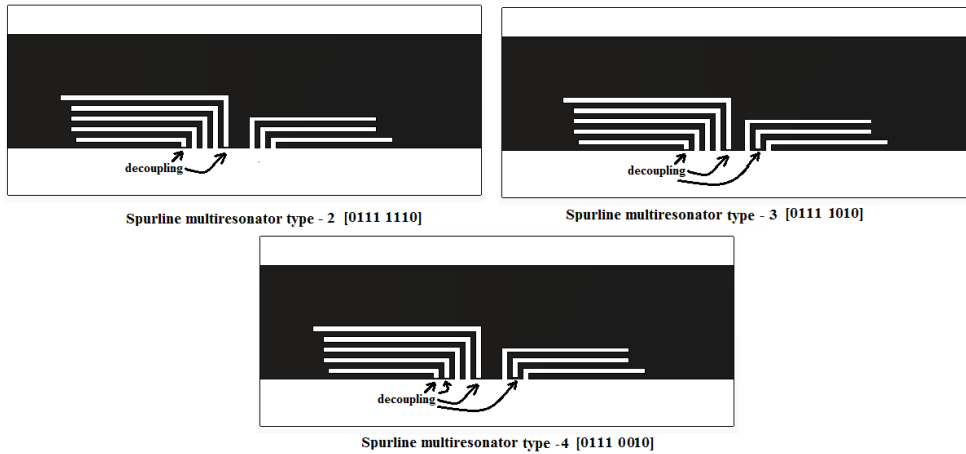 decoupling
Spurline multiresonator type - 2 [0111 1110]
decoupling
Spurline multiresonator type - 3 [0111 1010]
decoupling
Spurline multiresonator type - 4 [0111 0010]